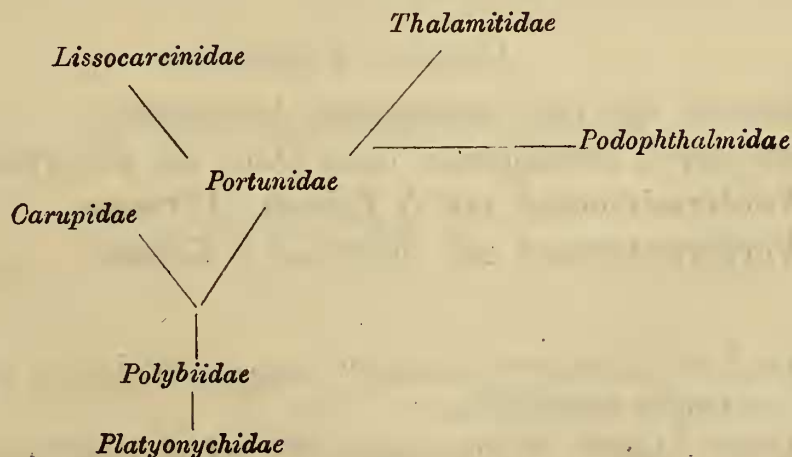 Thalamitidae
Lissocarcinidae
Podophthalmidae
Portunidae
Carupidae
Polybiidae
Platyonychidae